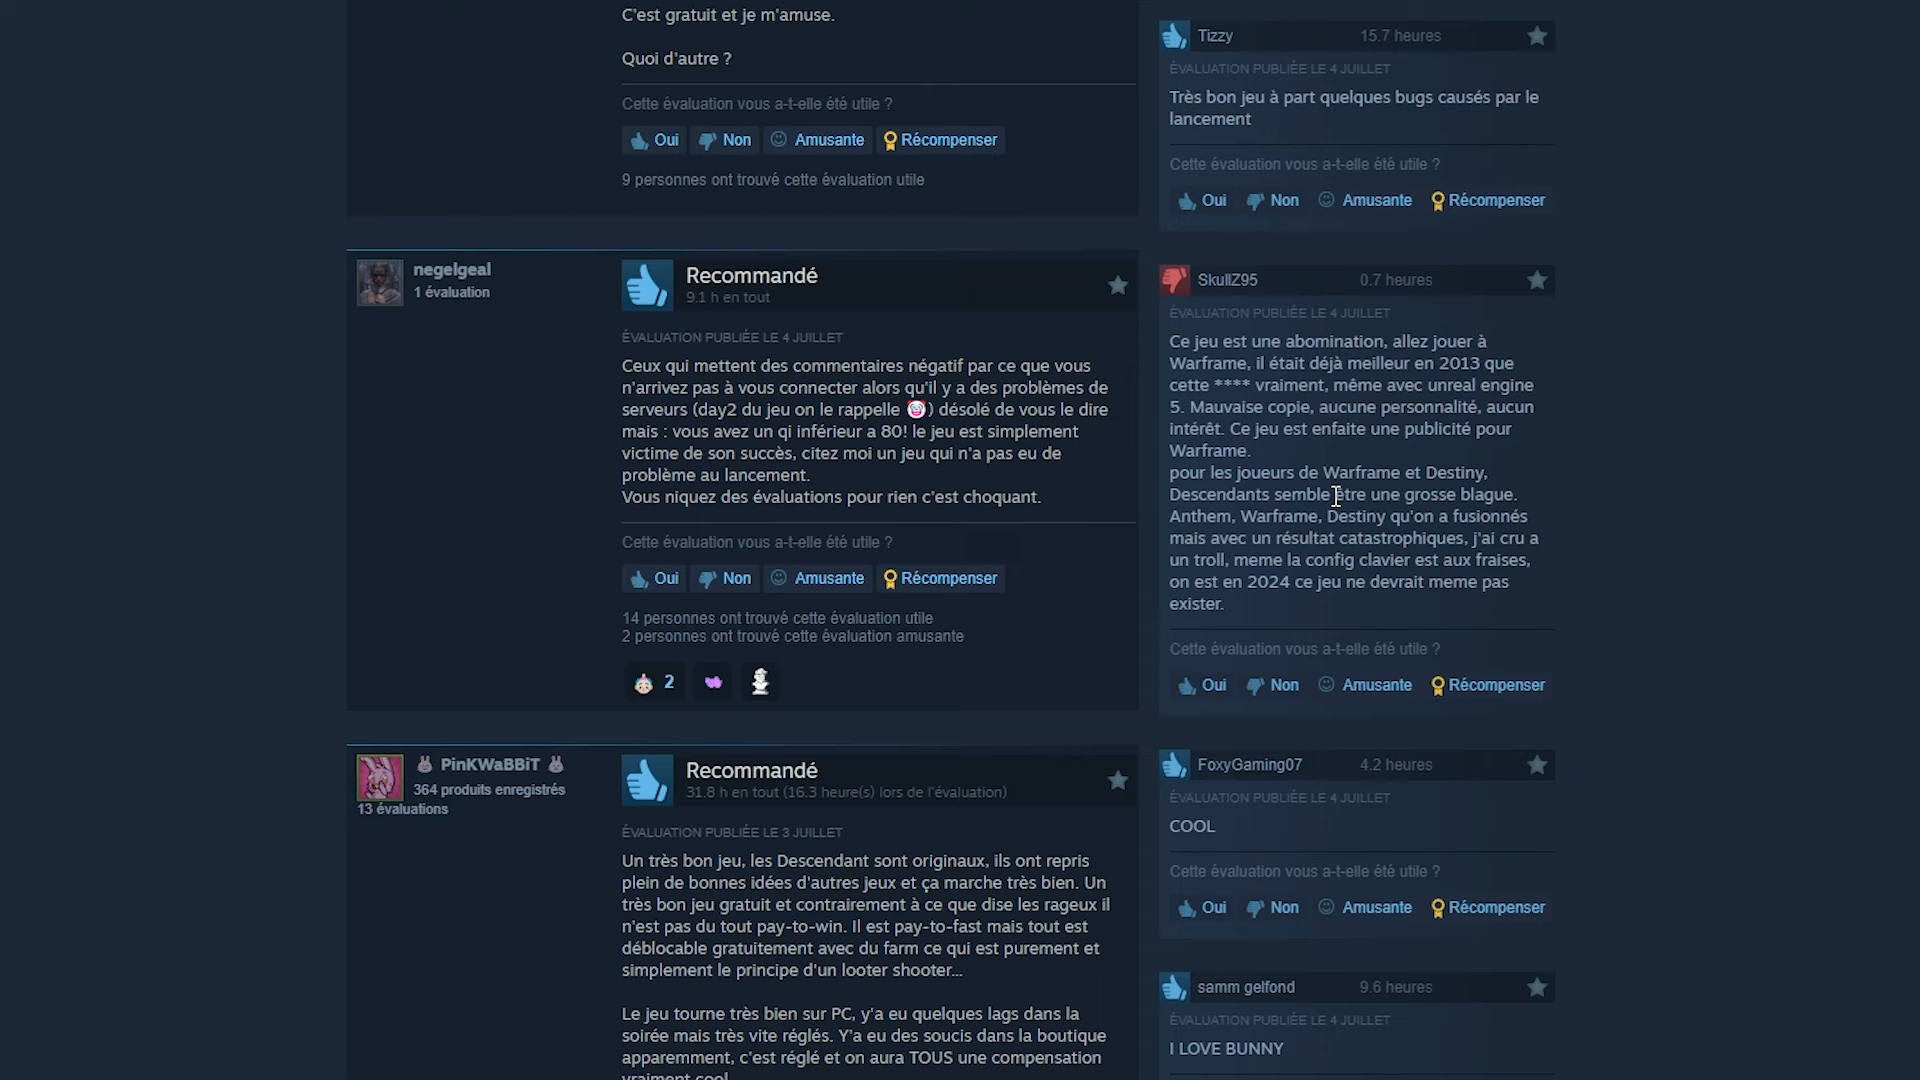 C'est gratuit et je m'amuse.
Quoi d'autre ?
Cette évaluation vous a-t-elle été utile ?
Oui Non Amusante Récompenser
9 personnes ont trouvé cette évaluation utile
negelgeal
1 évaluation
Recommandé
9.1 h en tout
ÉVALUATION PUBLIÉE LE 4 JUILLET
Ceux qui mettent des commentaires négatif par ce que vous
n'arrivez pas à vous connecter alors qu'il y a des problèmes de
serveurs (day2 du jeu on le rappelle 🤡) désolé de vous le dire
mais : vous avez un qi inférieur a 80! le jeu est simplement
victime de son succès, citez moi un jeu qui n'a pas eu de
problème au lancement.
Vous niquez des évaluations pour rien c'est choquant.
Cette évaluation vous a-t-elle été utile ?
Oui Non Amusante Récompenser
14 personnes ont trouvé cette évaluation utile
2 personnes ont trouvé cette évaluation amusante
2
PinKWaBBiT
364 produits enregistrés
13 évaluations
Recommandé
31.8 h en tout (16.3 heure(s) lors de l'évaluation)
ÉVALUATION PUBLIÉE LE 3 JUILLET
Un très bon jeu, les Descendant sont originaux, ils ont repris
plein de bonnes idées d'autres jeux et ça marche très bien. Un
très bon jeu gratuit et contrairement à ce que dise les rageux il
n'est pas du tout pay-to-win. Il est pay-to-fast mais tout est
déblocable gratuitement avec du farm ce qui est purement et
simplement le principe d'un looter shooter...
Le jeu tourne très bien sur PC, y'a eu quelques lags dans la
soirée mais très vite réglés. Y'a eu des soucis dans la boutique
apparemment, c'est réglé et on aura TOUS une compensation
vraiment cool
Tizzy 15.7 heures
ÉVALUATION PUBLIÉE LE 4 JUILLET
Très bon jeu à part quelques bugs causés par le
lancement
Cette évaluation vous a-t-elle été utile ?
Oui Non Amusante Récompenser
SkullZ95 0.7 heures
ÉVALUATION PUBLIÉE LE 4 JUILLET
Ce jeu est une abomination, allez jouer à
Warframe, il était déjà meilleur en 2013 que
cette **** vraiment, même avec unreal engine
5. Mauvaise copie, aucune personnalité, aucun
intérêt. Ce jeu est enfaite une publicité pour
Warframe.
pour les joueurs de Warframe et Destiny,
Descendants semble être une grosse blague.
Anthem, Warframe, Destiny qu'on a fusionnés
mais avec un résultat catastrophiques, j'ai cru a
un troll, meme la config clavier est aux fraises,
on est en 2024 ce jeu ne devrait meme pas
exister.
Cette évaluation vous a-t-elle été utile ?
Oui Non Amusante Récompenser
FoxyGaming07 4.2 heures
ÉVALUATION PUBLIÉE LE 4 JUILLET
COOL
Cette évaluation vous a-t-elle été utile ?
Oui Non Amusante Récompenser
samm gelfond 9.6 heures
ÉVALUATION PUBLIÉE LE 4 JUILLET
I LOVE BUNNY